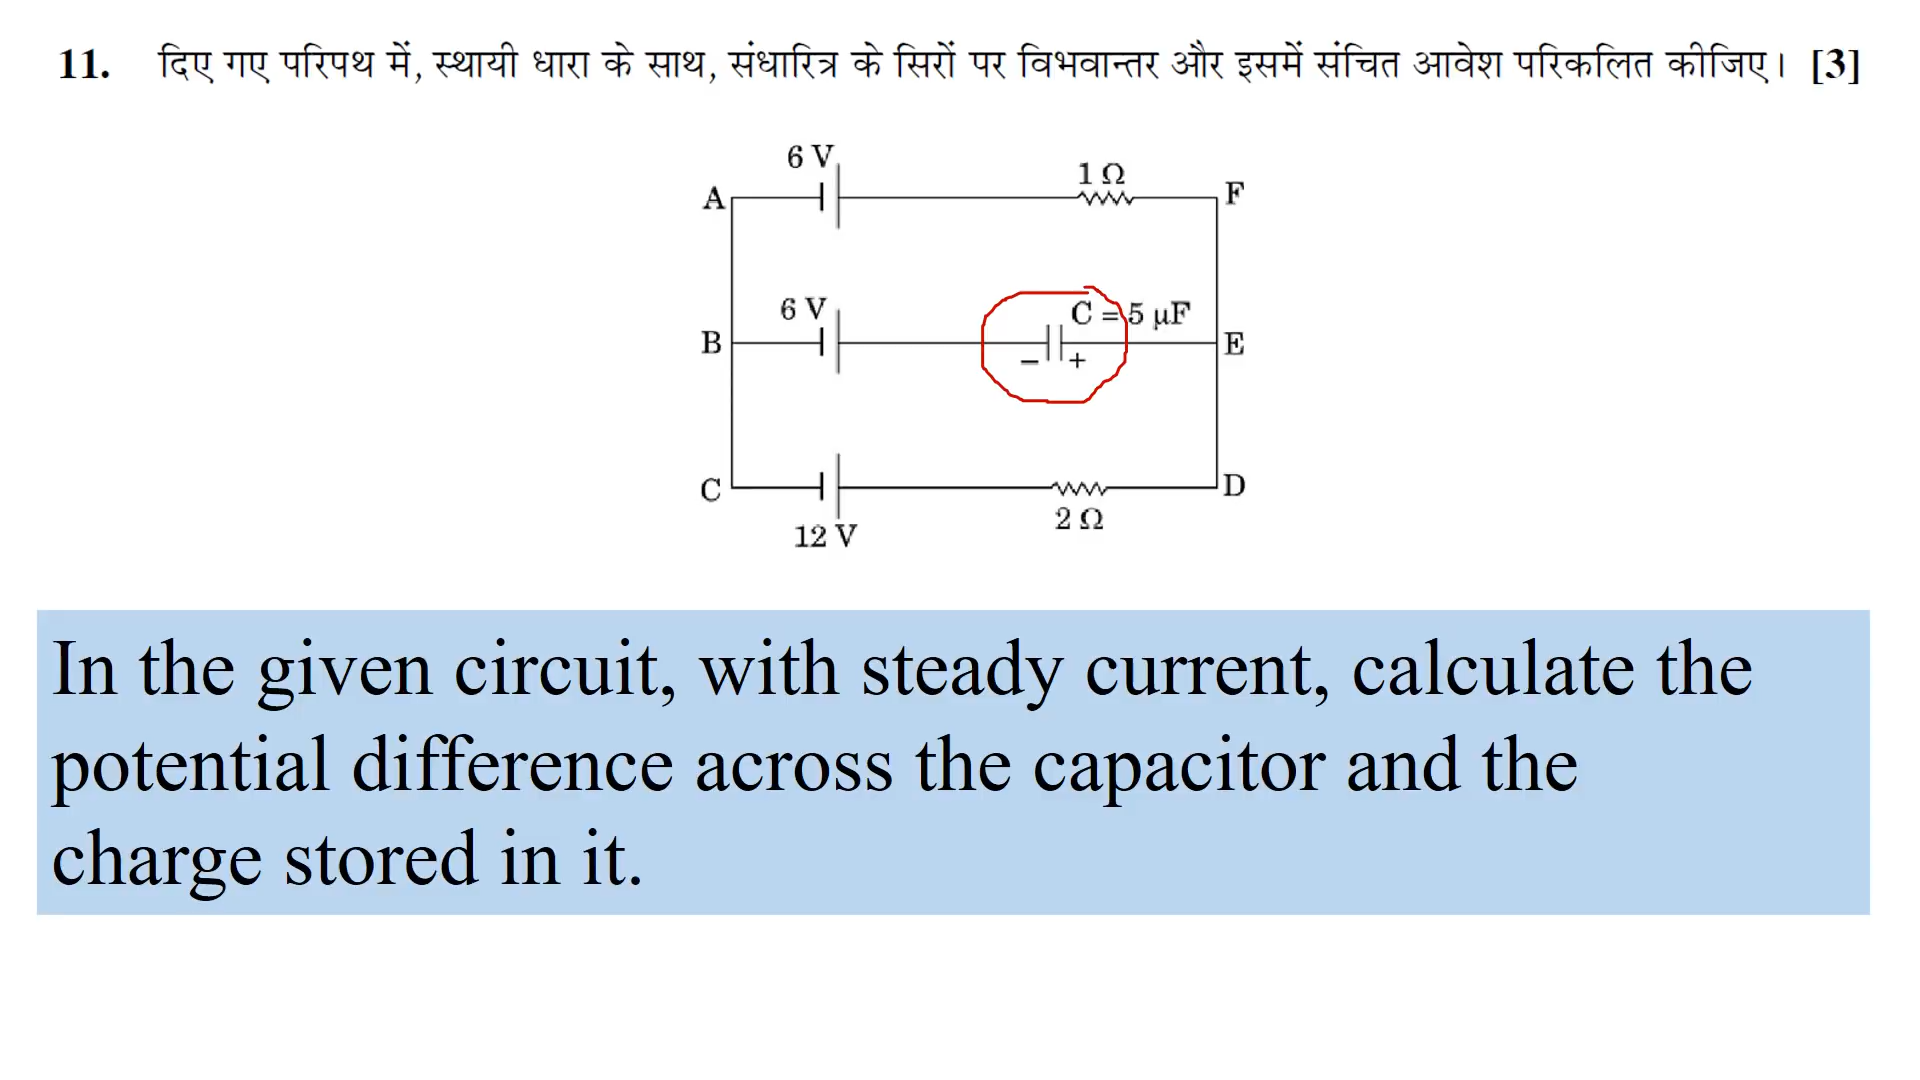 11. दिए गए परिपथ में, स्थायी धारा के साथ, संधारित्र के सिरों पर विभवान्तर और इसमें संचित आवेश परिकलित कीजिए। [3]
6 V
1 Ω
A
F
6 V
C = 5 μF
B
E
− +
C
D
2 Ω
12 V
In the given circuit, with steady current, calculate the
potential difference across the capacitor and the
charge stored in it.